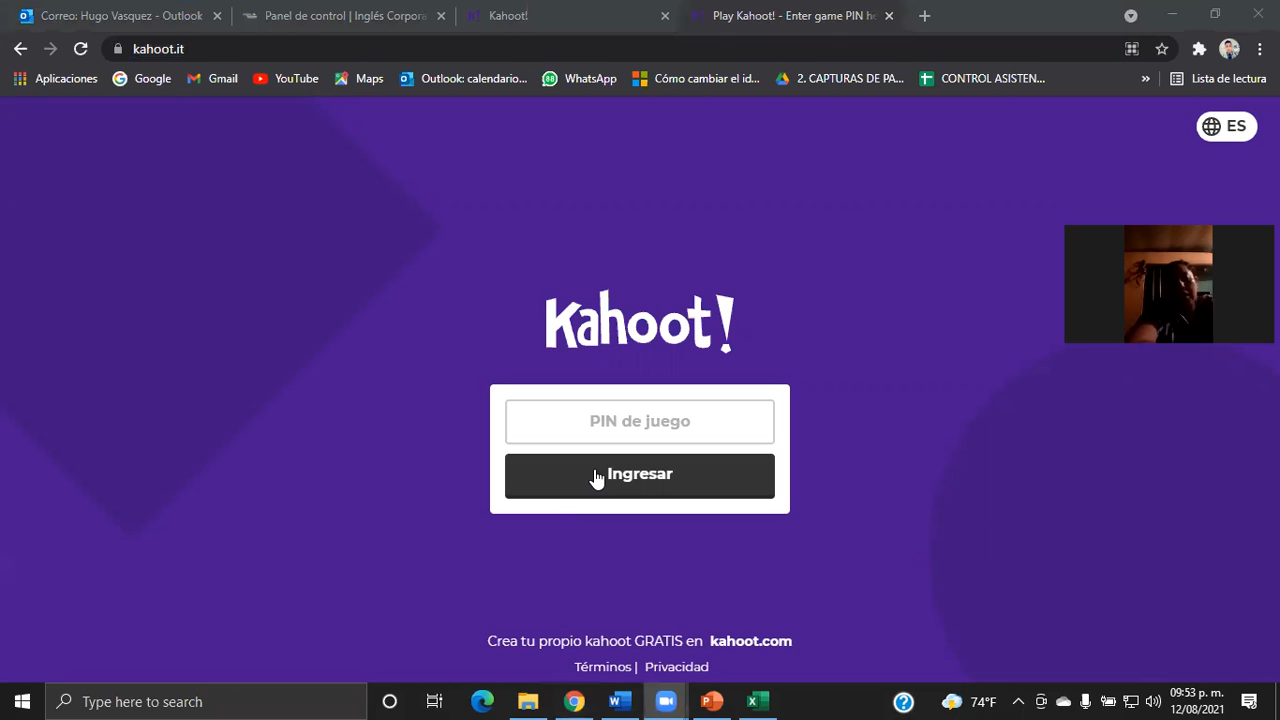 Correo: Hugo Vasquez - Outlook
Panel de control | Inglés Corpora
Kahoot!
Play Kahoot! - Enter game PIN he
kahoot.it
Aplicaciones
Google
Gmail
YouTube
Maps
Outlook: calendario...
88
WhatsApp
Cómo cambiar el id...
2. CAPTURAS DE PA...
CONTROL ASISTEN...
»
Lista de lectura
ES
Kahoot!
PIN de juego
Ingresar
Crea tu propio kahoot GRATIS en kahoot.com
Términos | Privacidad
Type here to search
74°F
09:53 p. m.
12/08/2021